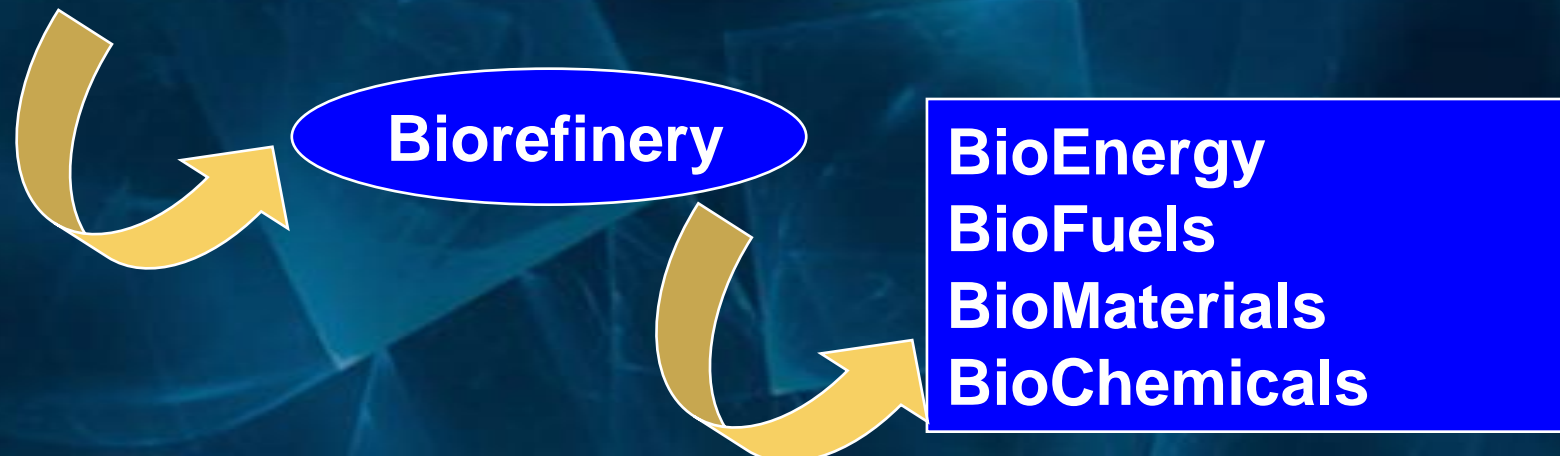 Biorefinery
BioEnergy
BioFuels
BioMaterials
BioChemicals